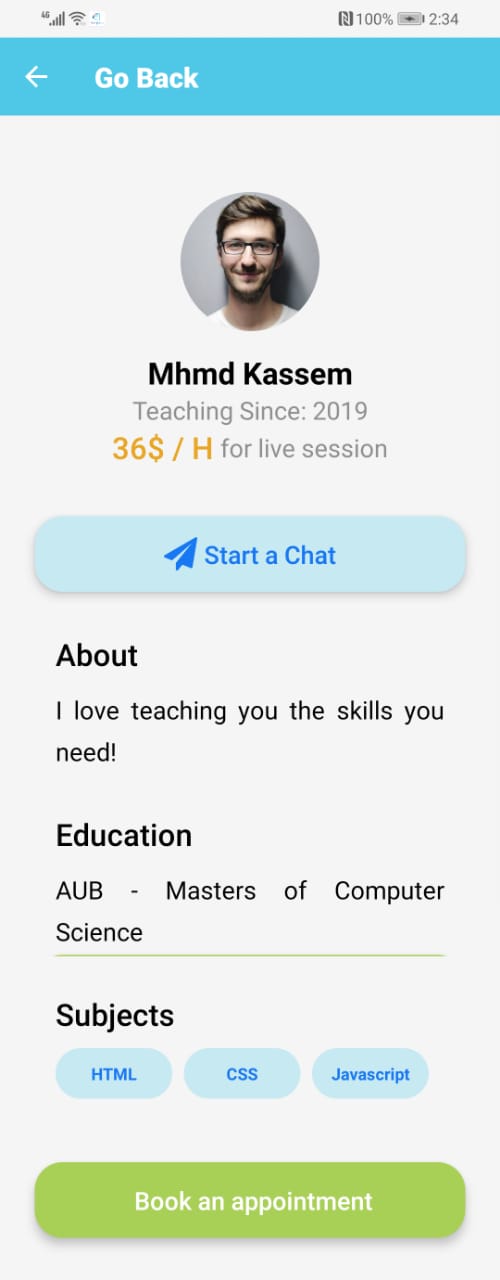 4G 100% 2:34
Go Back
Mhmd Kassem
Teaching Since: 2019
36$ / H for live session
Start a Chat
About
I love teaching you the skills you
need!
Education
AUB - Masters of Computer
Science
Subjects
HTML CSS Javascript
Book an appointment